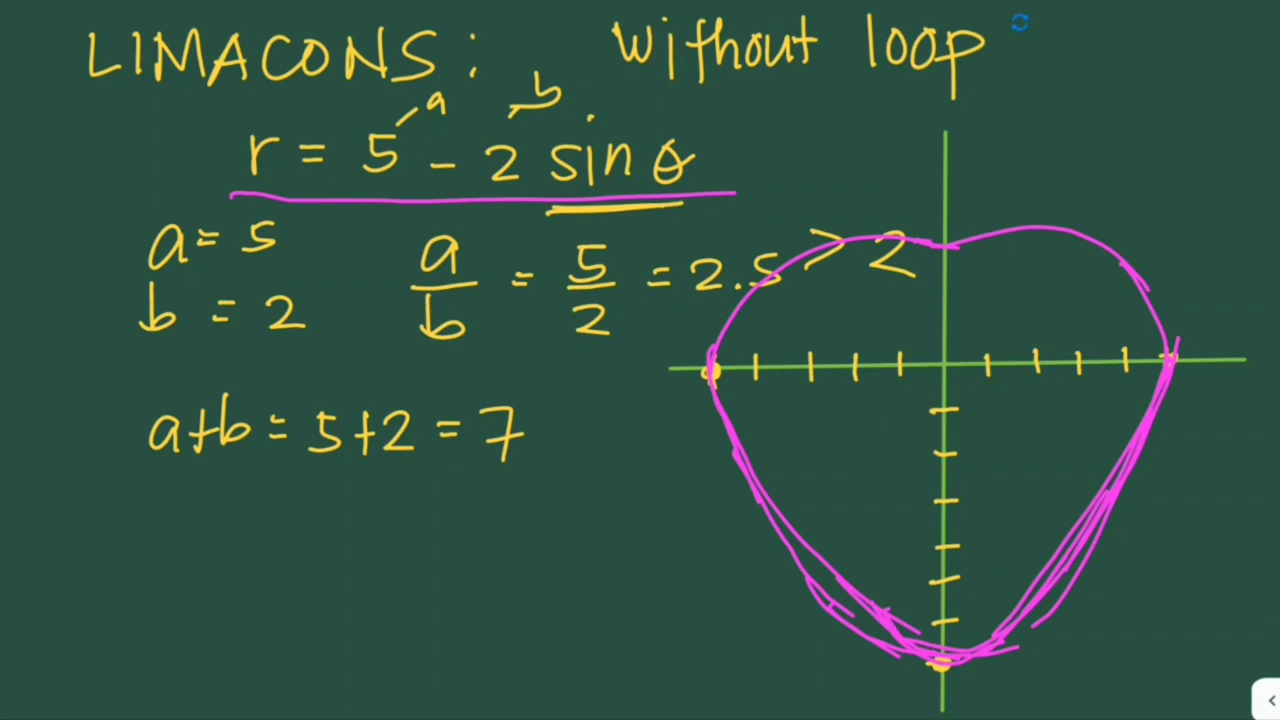 LIMACONS: without loop
a b
r = 5 - 2 sin θ
a = 5
b = 2
a/b = 5/2 = 2.5 > 2
a+b = 5+2 = 7